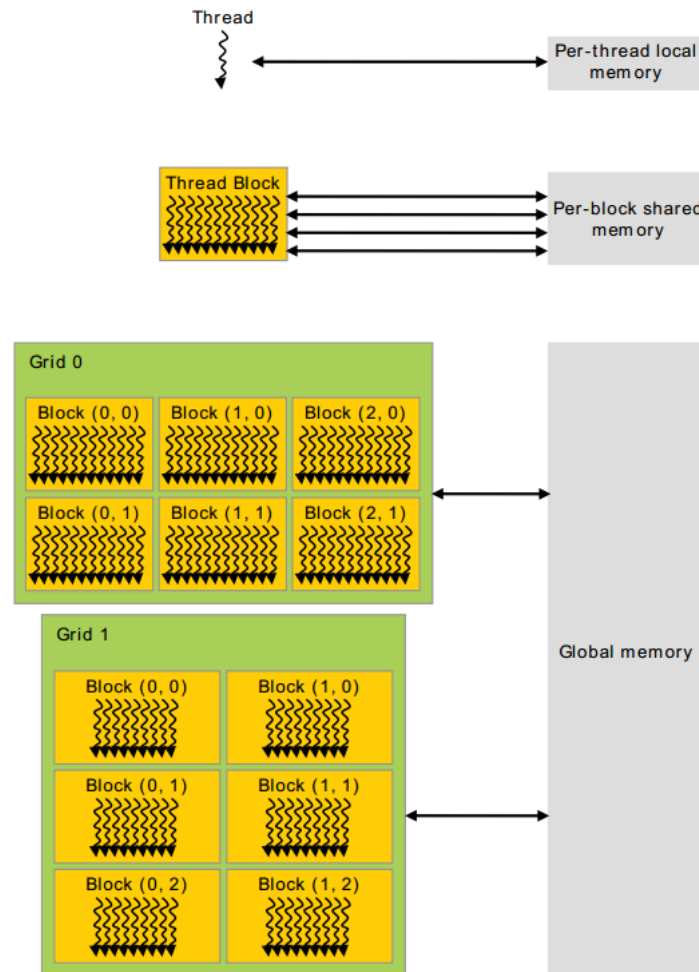 Thread
Per-thread local
memory
Thread Block
Per-block shared
memory
Grid 0
Block (0, 0)
Block (1, 0)
Block (2, 0)
Block (0, 1)
Block (1, 1)
Block (2, 1)
Global memory
Grid 1
Block (0, 0)
Block (1, 0)
Block (0, 1)
Block (1, 1)
Block (0, 2)
Block (1, 2)